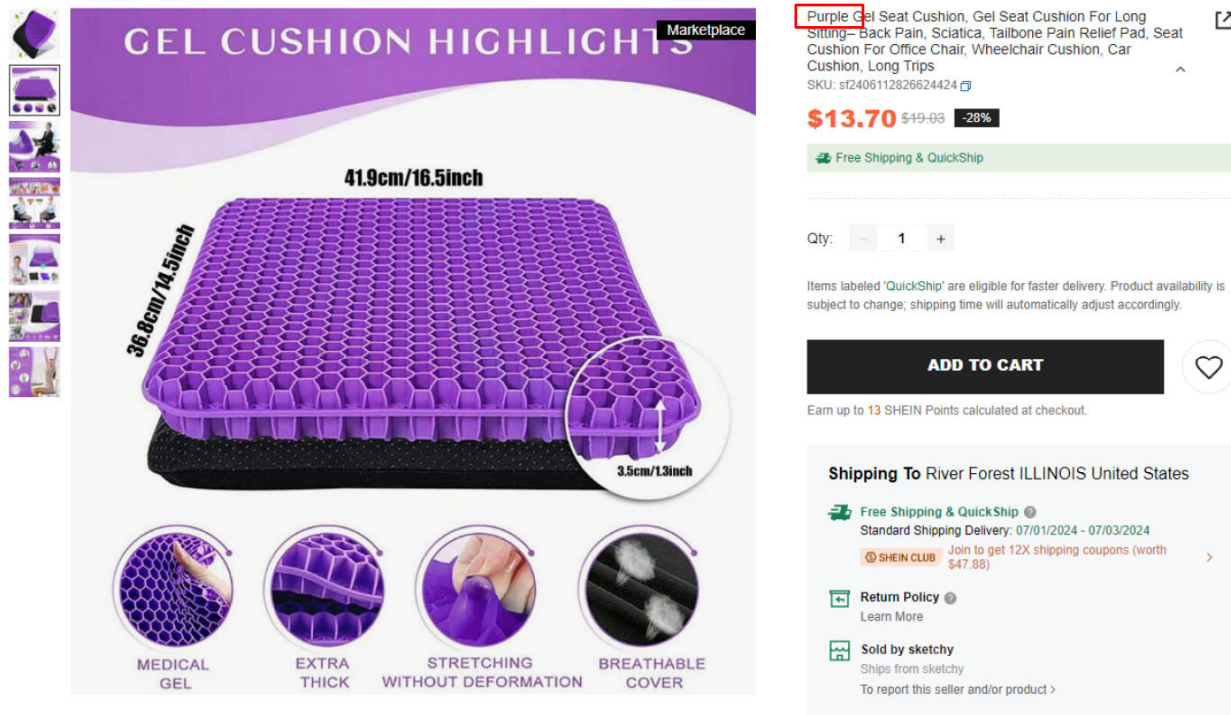 GEL CUSHION HIGHLIGHTS
Marketplace
41.9cm/16.5inch
36.8cm/14.5inch
3.5cm/1.3inch
MEDICAL
GEL
EXTRA
THICK
STRETCHING
WITHOUT DEFORMATION
BREATHABLE
COVER
Purple Gel Seat Cushion, Gel Seat Cushion For Long
Sitting– Back Pain, Sciatica, Tailbone Pain Relief Pad, Seat
Cushion For Office Chair, Wheelchair Cushion, Car
Cushion, Long Trips
SKU: sf2406112826624424
$13.70 $19.03 -28%
Free Shipping & QuickShip
Qty: – 1 +
Items labeled 'QuickShip' are eligible for faster delivery. Product availability is
subject to change; shipping time will automatically adjust accordingly.
ADD TO CART
Earn up to 13 SHEIN Points calculated at checkout.
Shipping To River Forest ILLINOIS United States
Free Shipping & QuickShip
Standard Shipping Delivery: 07/01/2024 - 07/03/2024
SHEIN CLUB Join to get 12X shipping coupons (worth
$47.88)
Return Policy
Learn More
Sold by sketchy
Ships from sketchy
To report this seller and/or product >